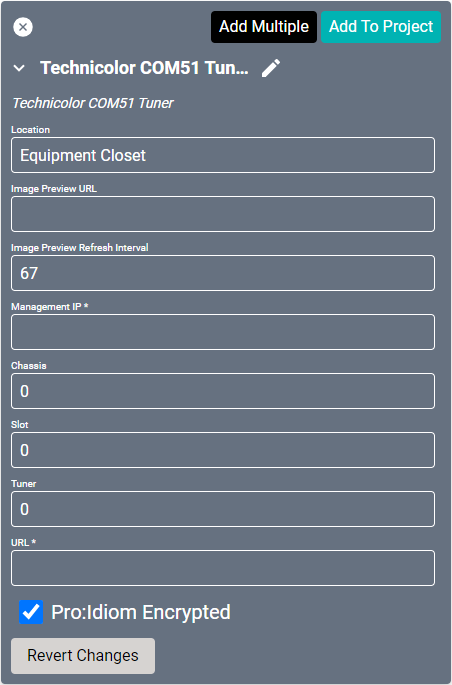 Add Multiple Add To Project
Technicolor COM51 Tun...
Technicolor COM51 Tuner
Location
Equipment Closet
Image Preview URL
Image Preview Refresh Interval
67
Management IP *
Chassis
0
Slot
0
Tuner
0
URL *
Pro:Idiom Encrypted
Revert Changes